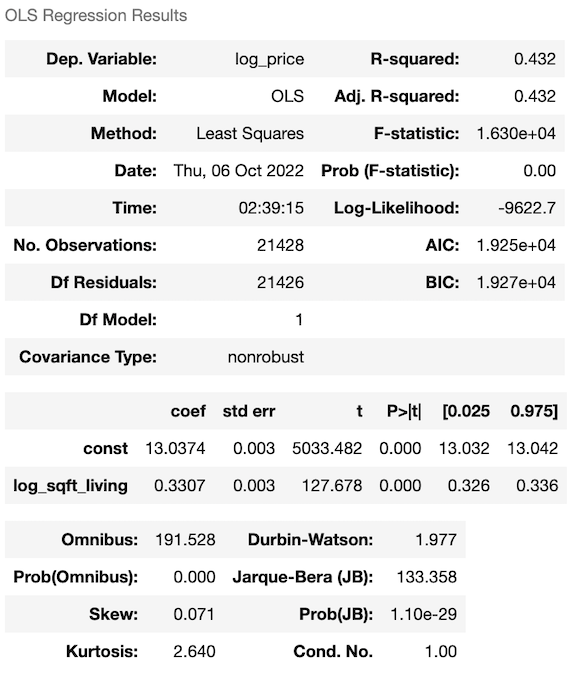 OLS Regression Results
Dep. Variable: log_price R-squared: 0.432
Model: OLS Adj. R-squared: 0.432
Method: Least Squares F-statistic: 1.630e+04
Date: Thu, 06 Oct 2022 Prob (F-statistic): 0.00
Time: 02:39:15 Log-Likelihood: -9622.7
No. Observations: 21428 AIC: 1.925e+04
Df Residuals: 21426 BIC: 1.927e+04
Df Model: 1
Covariance Type: nonrobust
coef std err t P>|t| [0.025 0.975]
const 13.0374 0.003 5033.482 0.000 13.032 13.042
log_sqft_living 0.3307 0.003 127.678 0.000 0.326 0.336
Omnibus: 191.528 Durbin-Watson: 1.977
Prob(Omnibus): 0.000 Jarque-Bera (JB): 133.358
Skew: 0.071 Prob(JB): 1.10e-29
Kurtosis: 2.640 Cond. No. 1.00